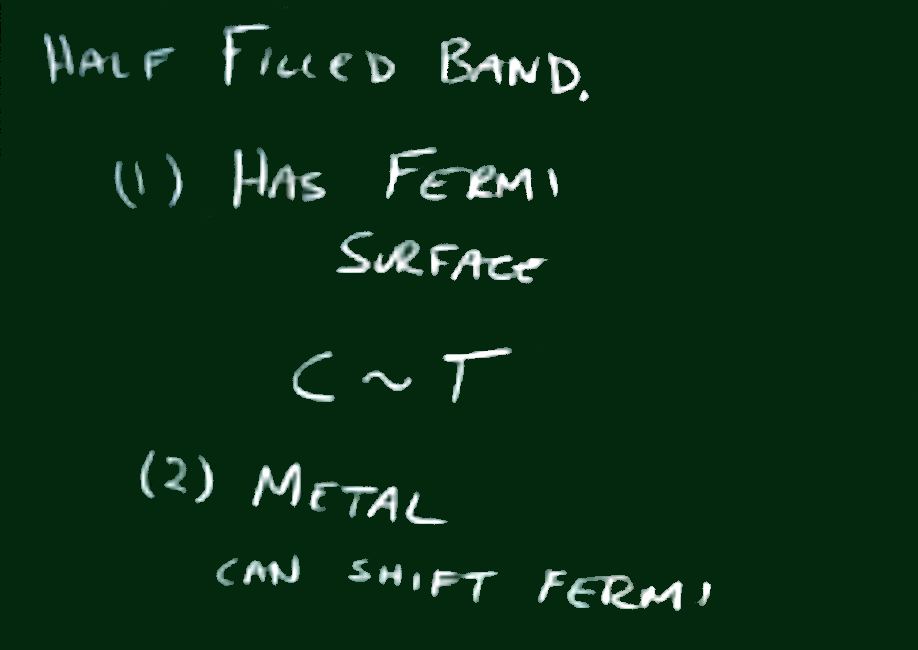 HALF FILLED BAND.
(1) HAS FERMI
SURFACE
C ~ T
(2) METAL
CAN SHIFT FERMI